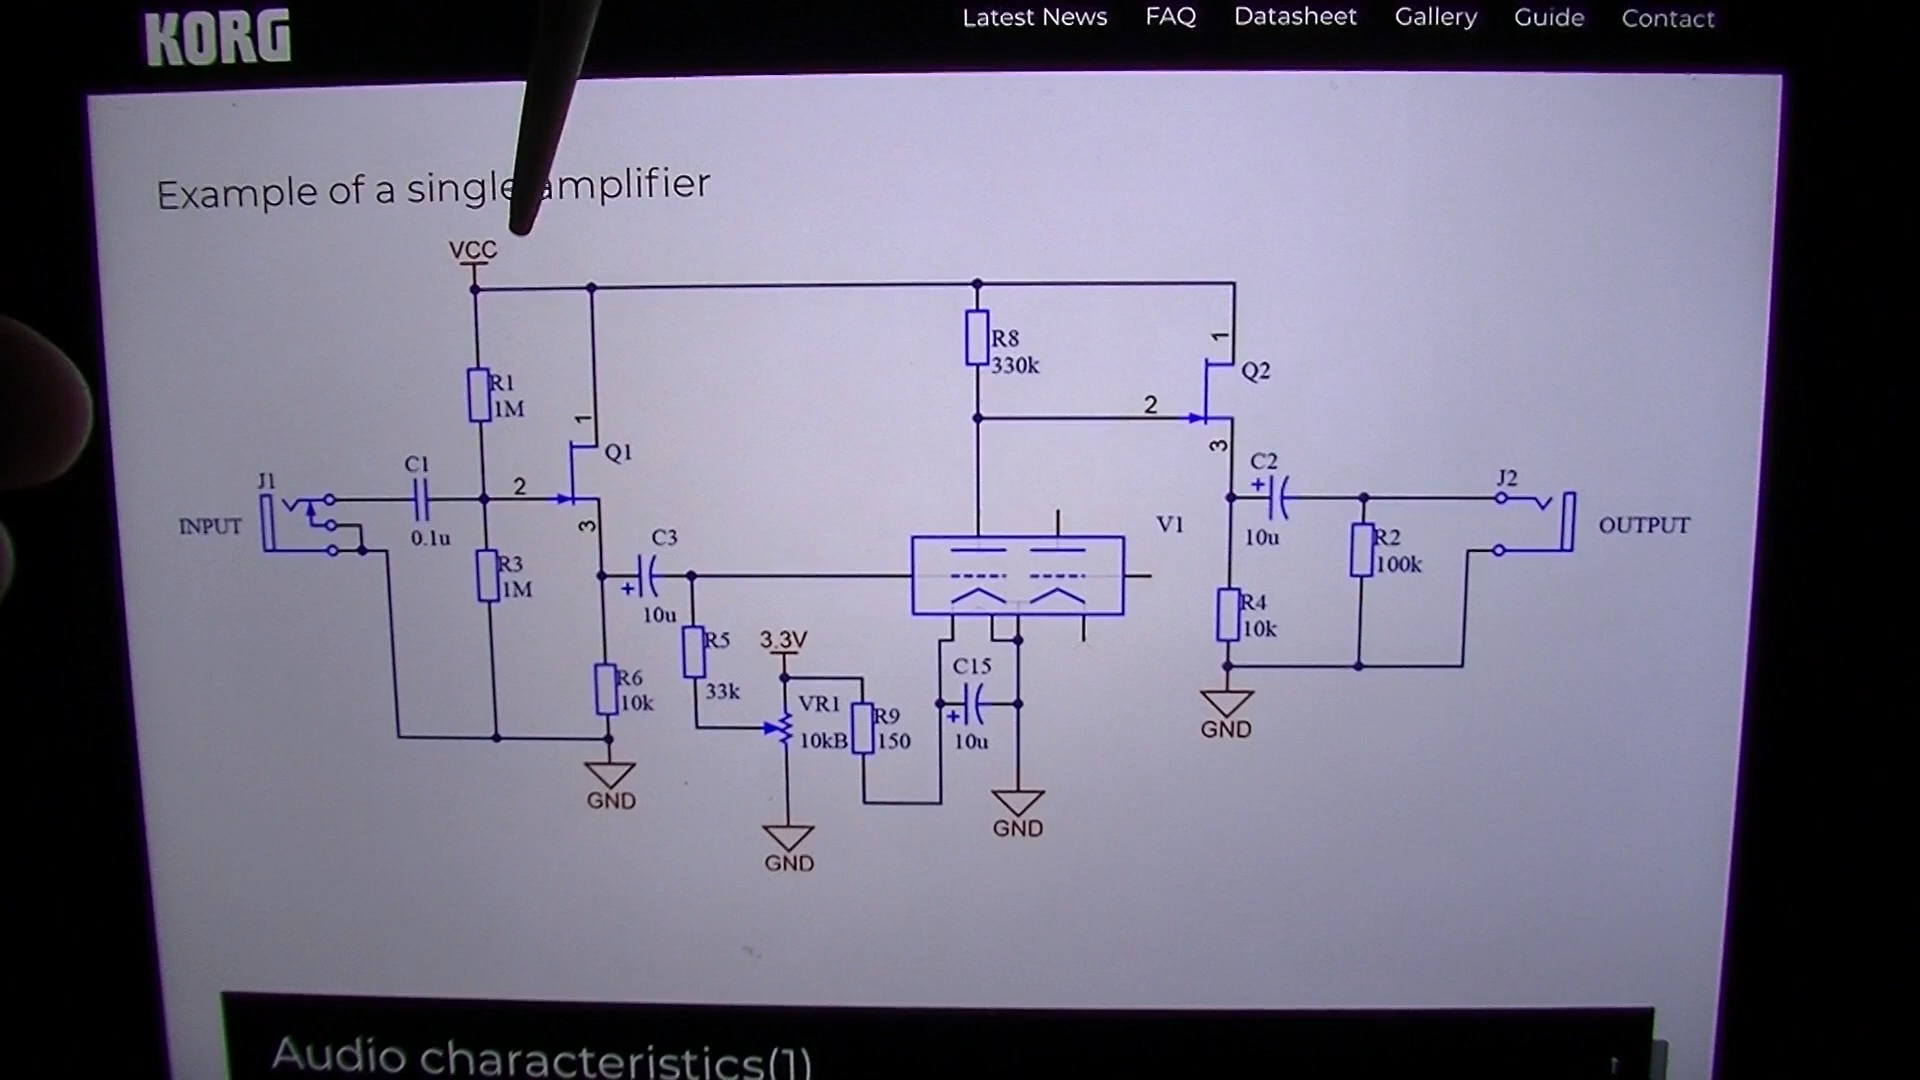 KORG
Latest News FAQ Datasheet Gallery Guide Contact
Example of a single amplifier
VCC
R1
1M
1
Q1
R8
330k
1
Q2
2
3
C1
J1
2
INPUT
0.1u
3
C3
V1
C2
+
10u
J2
OUTPUT
R2
100k
R3
1M
+
10u
R4
10k
R5
33k
3.3V
C15
R6
10k
VR1
10kB
R9
150
+
10u
GND
GND
GND
GND
Audio characteristics(1)